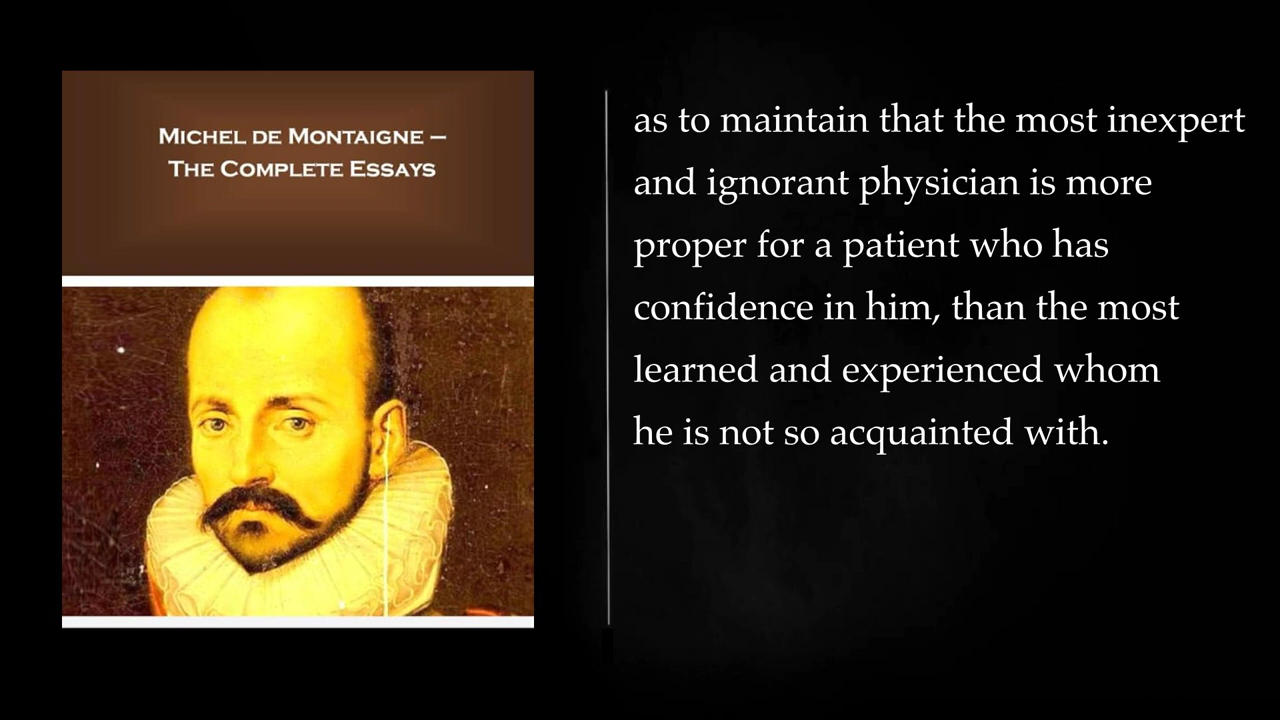 MICHEL DE MONTAIGNE –
THE COMPLETE ESSAYS
as to maintain that the most inexpert
and ignorant physician is more
proper for a patient who has
confidence in him, than the most
learned and experienced whom
he is not so acquainted with.